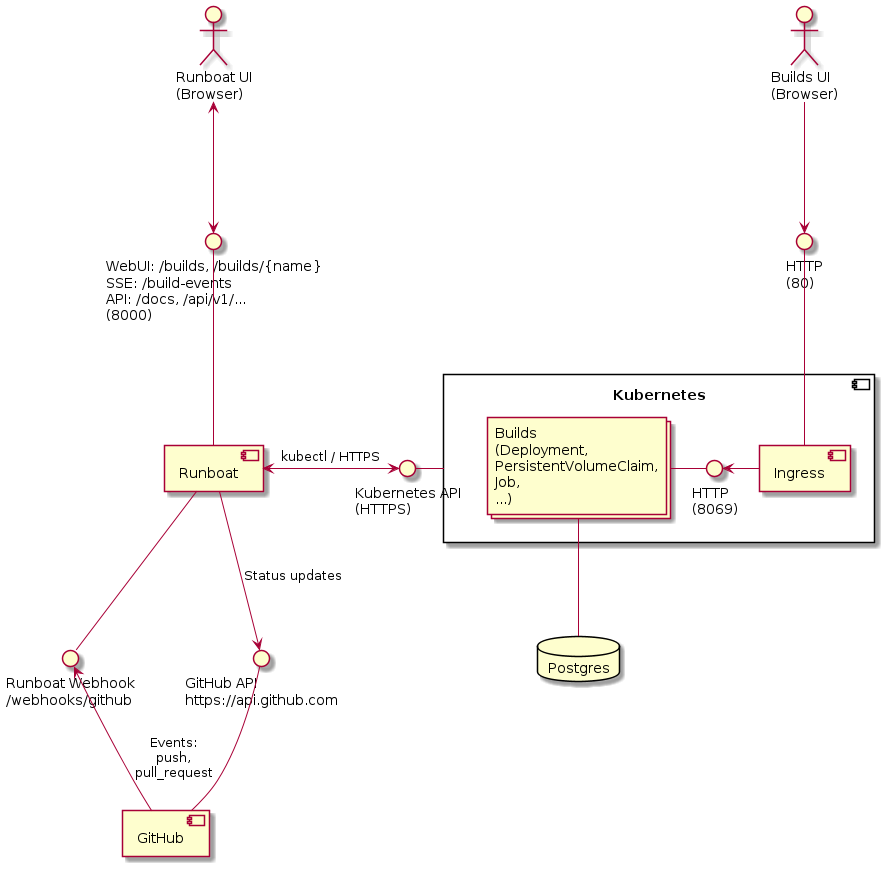 Runboat UI
(Browser)
Builds UI
(Browser)
WebUI: /builds, /builds/{name}
SSE: /build-events
API: /docs, /api/v1/...
(8000)
HTTP
(80)
Kubernetes
Builds
(Deployment,
PersistentVolumeClaim,
Job,
...)
Runboat
kubectl / HTTPS
Kubernetes API
(HTTPS)
HTTP
(8069)
Ingress
Status updates
Postgres
Runboat Webhook
/webhooks/github
GitHub API
https://api.github.com
Events:
push,
pull_request
GitHub